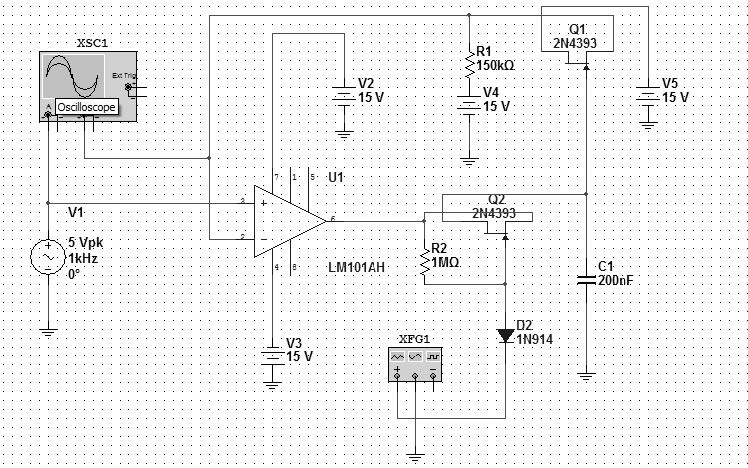 XSC1
Ext Trig
A
Oscilloscope
V1
5 Vpk
1kHz
0°
V2
15 V
R1
150kΩ
V4
15 V
Q1
2N4393
V5
15 V
U1
7
1
5
3
2
6
4
8
LM101AH
Q2
2N4393
R2
1MΩ
C1
200nF
V3
15 V
XFG1
D2
1N914